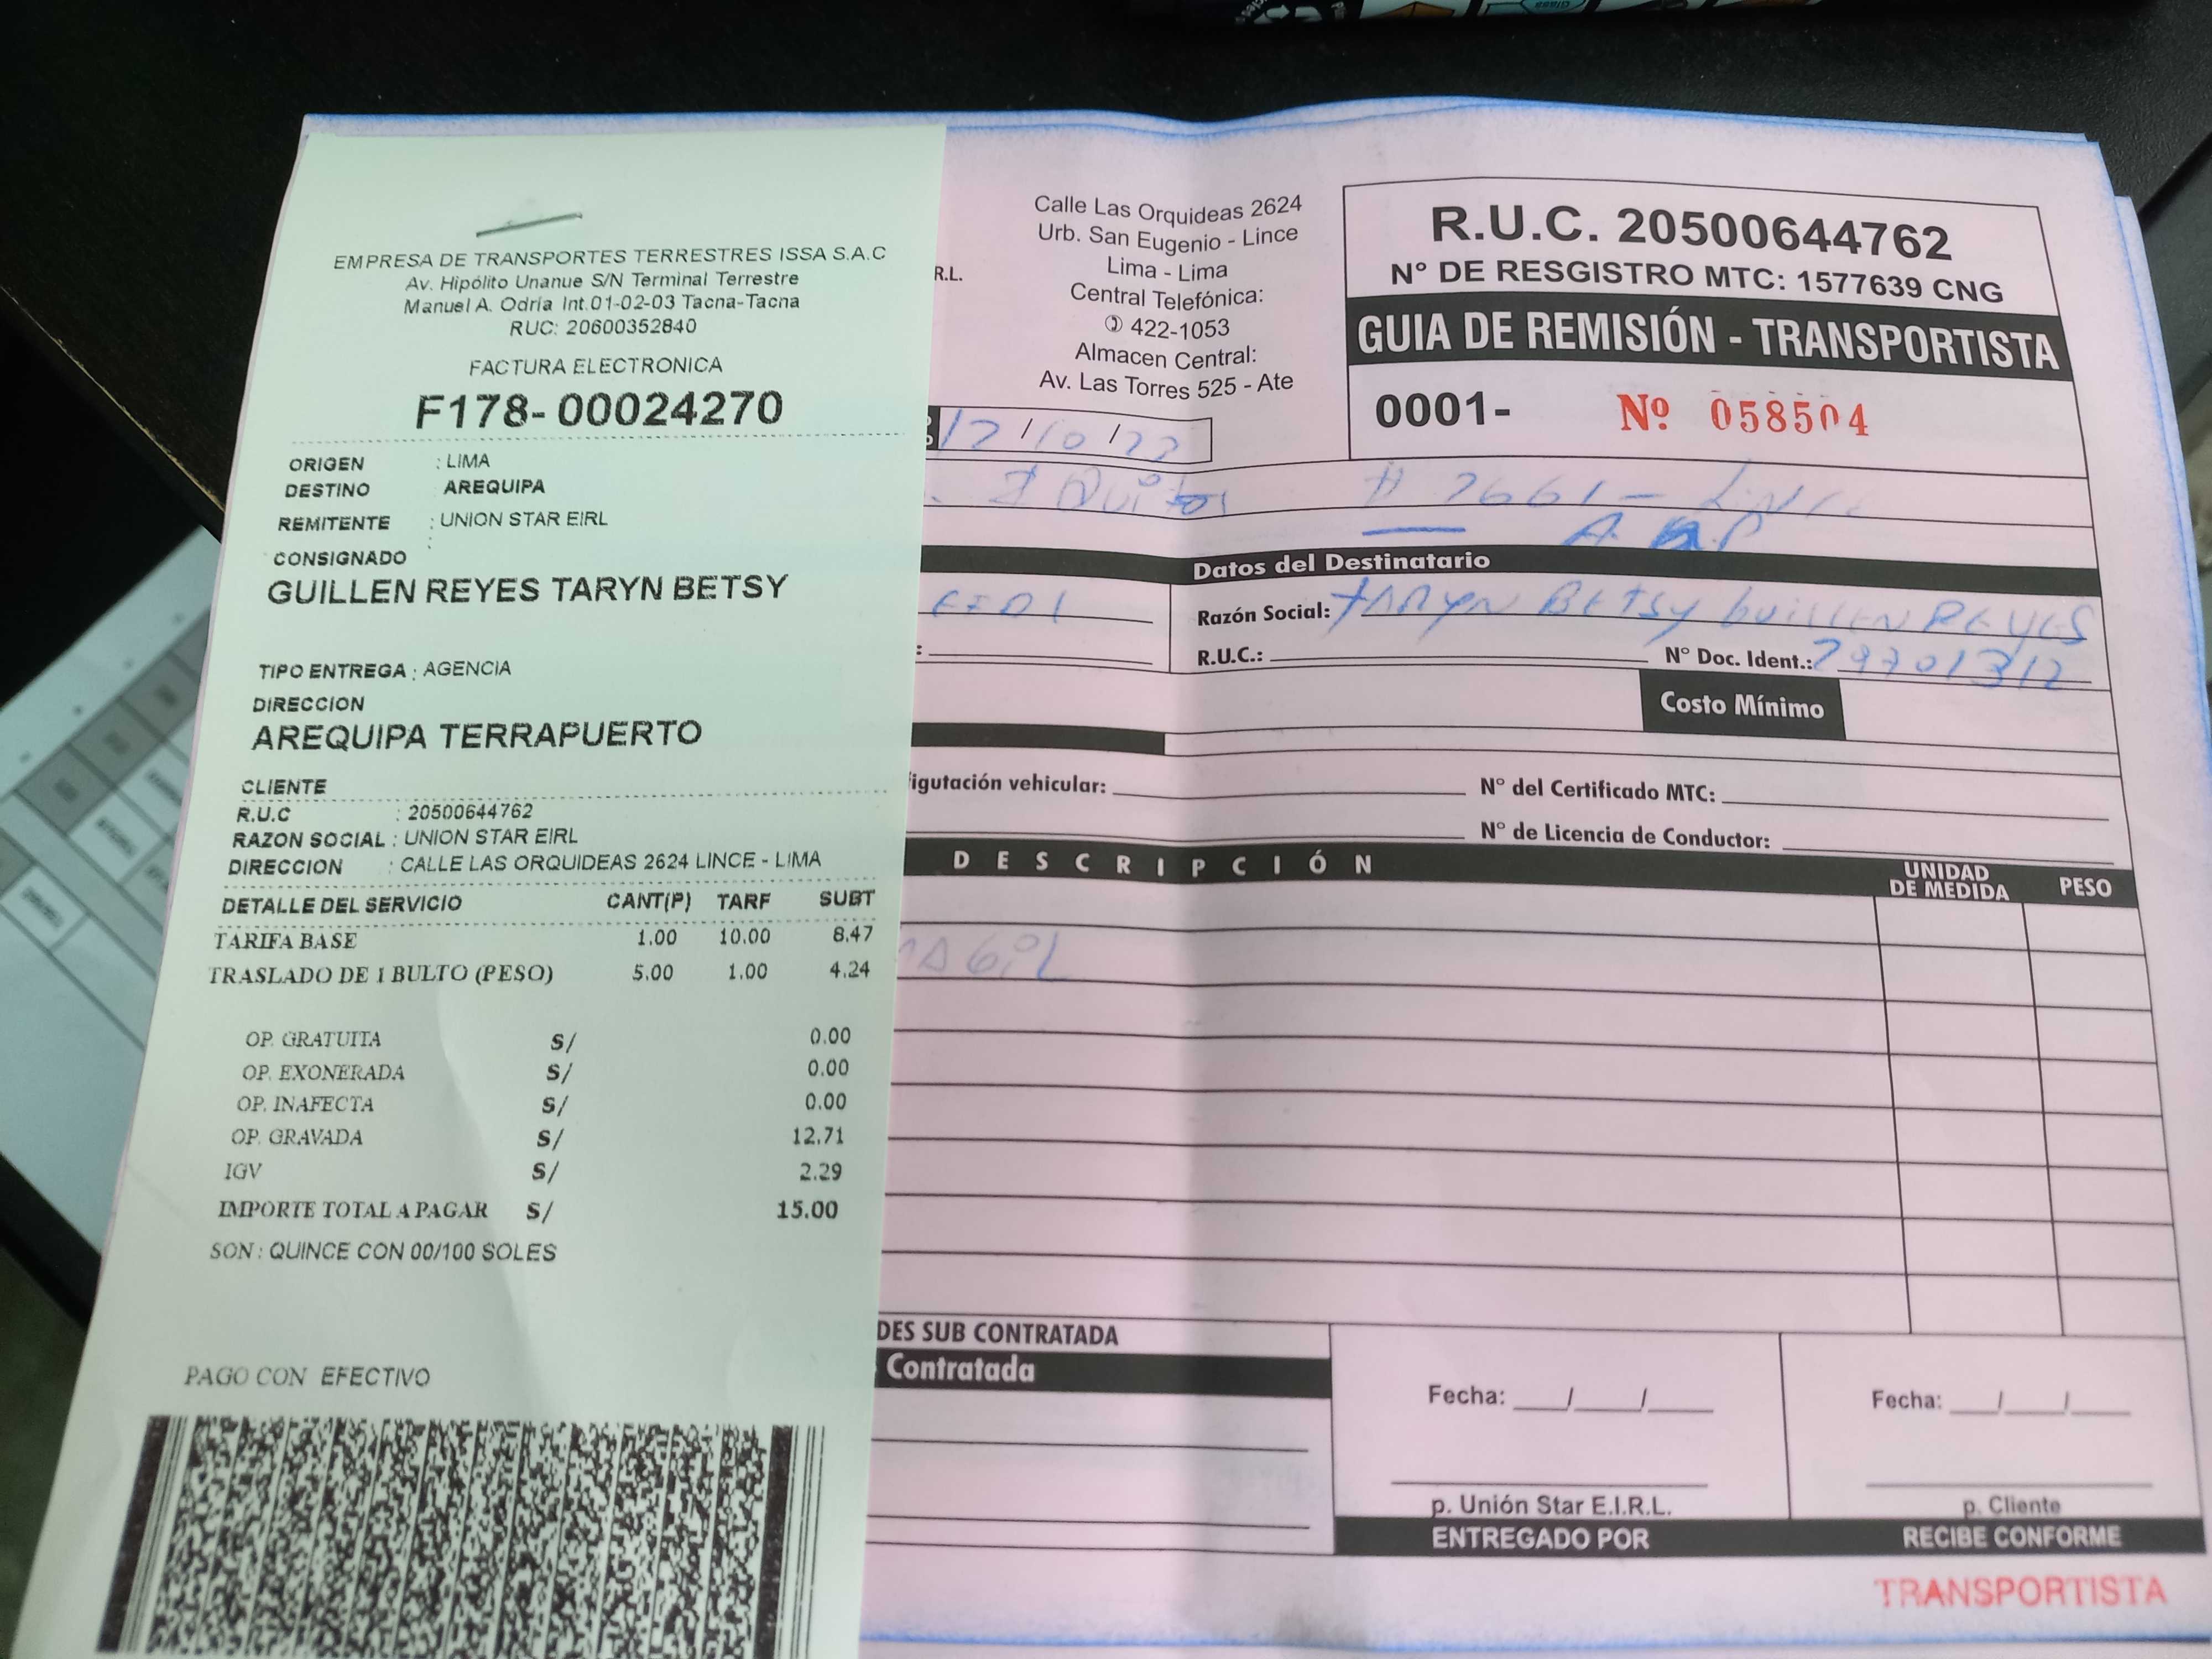 EMPRESA DE TRANSPORTES TERRESTRES ISSA S.A.C
Av. Hipólito Unanue S/N Terminal Terrestre
Manuel A. Odria Int.01-02-03 Tacna-Tacna
RUC: 20600352840
FACTURA ELECTRONICA
F178- 00024270
ORIGEN : LIMA
DESTINO AREQUIPA
REMITENTE : UNION STAR EIRL
:
CONSIGNADO
GUILLEN REYES TARYN BETSY
TIPO ENTREGA : AGENCIA
DIRECCION
AREQUIPA TERRAPUERTO
CLIENTE
R.U.C : 20500644762
RAZON SOCIAL : UNION STAR EIRL
DIRECCION : CALLE LAS ORQUIDEAS 2624 LINCE - LIMA
DETALLE DEL SERVICIO CANT(P) TARF SUBT
TARIFA BASE 1.00 10.00 8.47
TRASLADO DE 1 BULTO (PESO) 5.00 1.00 4.24
OP. GRATUITA S/ 0.00
OP. EXONERADA S/ 0.00
OP. INAFECTA S/ 0.00
OP. GRAVADA S/ 12.71
IGV S/ 2.29
IMPORTE TOTAL A PAGAR S/ 15.00
SON : QUINCE CON 00/100 SOLES
PAGO CON EFECTIVO
R.L.
Calle Las Orquideas 2624
Urb. San Eugenio - Lince
Lima - Lima
Central Telefónica:
422-1053
Almacen Central:
Av. Las Torres 525 - Ate
R.U.C. 20500644762
N° DE RESGISTRO MTC: 1577639 CNG
GUIA DE REMISIÓN - TRANSPORTISTA
0001- Nº 058504
12 / 10 / 22
# 2661 -
Datos del Destinatario
Razón Social: TARYN BETSY GUILLEN REYES
R.U.C.: N° Doc. Ident.: 29701312
Costo Mínimo
igutación vehicular: N° del Certificado MTC:
N° de Licencia de Conductor:
DESCRIPCIÓN UNIDAD DE MEDIDA PESO
DES SUB CONTRATADA
Contratada
Fecha: ___/___/___ Fecha: ___/___/___
p. Unión Star E.I.R.L. p. Cliente
ENTREGADO POR RECIBE CONFORME
TRANSPORTISTA